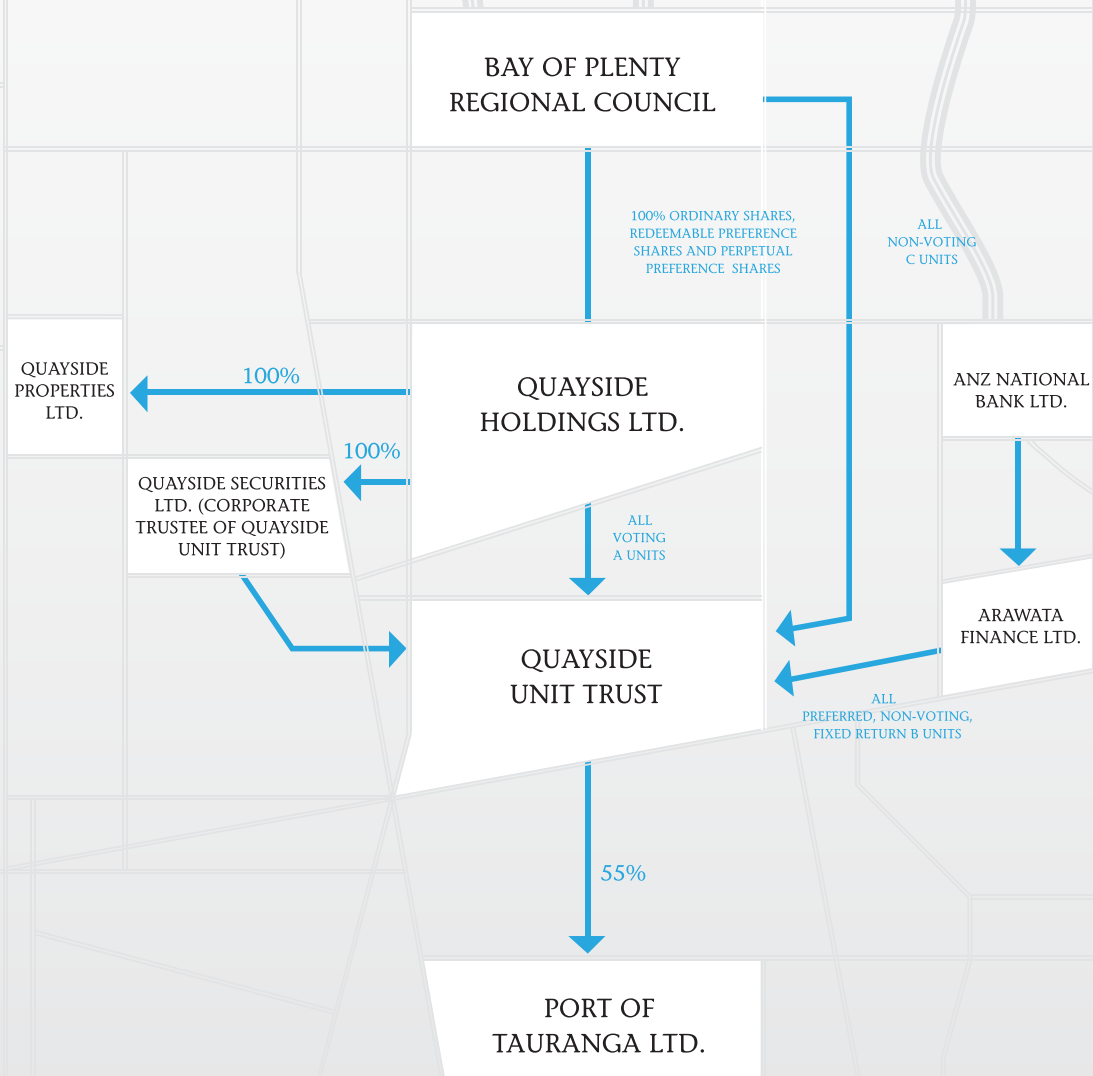 BAY OF PLENTY
REGIONAL COUNCIL
100% ORDINARY SHARES,
REDEEMABLE PREFERENCE
SHARES AND PERPETUAL
PREFERENCE SHARES
ALL
NON-VOTING
C UNITS
QUAYSIDE
PROPERTIES
LTD.
100%
QUAYSIDE
HOLDINGS LTD.
ANZ NATIONAL
BANK LTD.
100%
QUAYSIDE SECURITIES
LTD. (CORPORATE
TRUSTEE OF QUAYSIDE
UNIT TRUST)
ALL
VOTING
A UNITS
ARAWATA
FINANCE LTD.
QUAYSIDE
UNIT TRUST
ALL
PREFERRED, NON-VOTING,
FIXED RETURN B UNITS
55%
PORT OF
TAURANGA LTD.